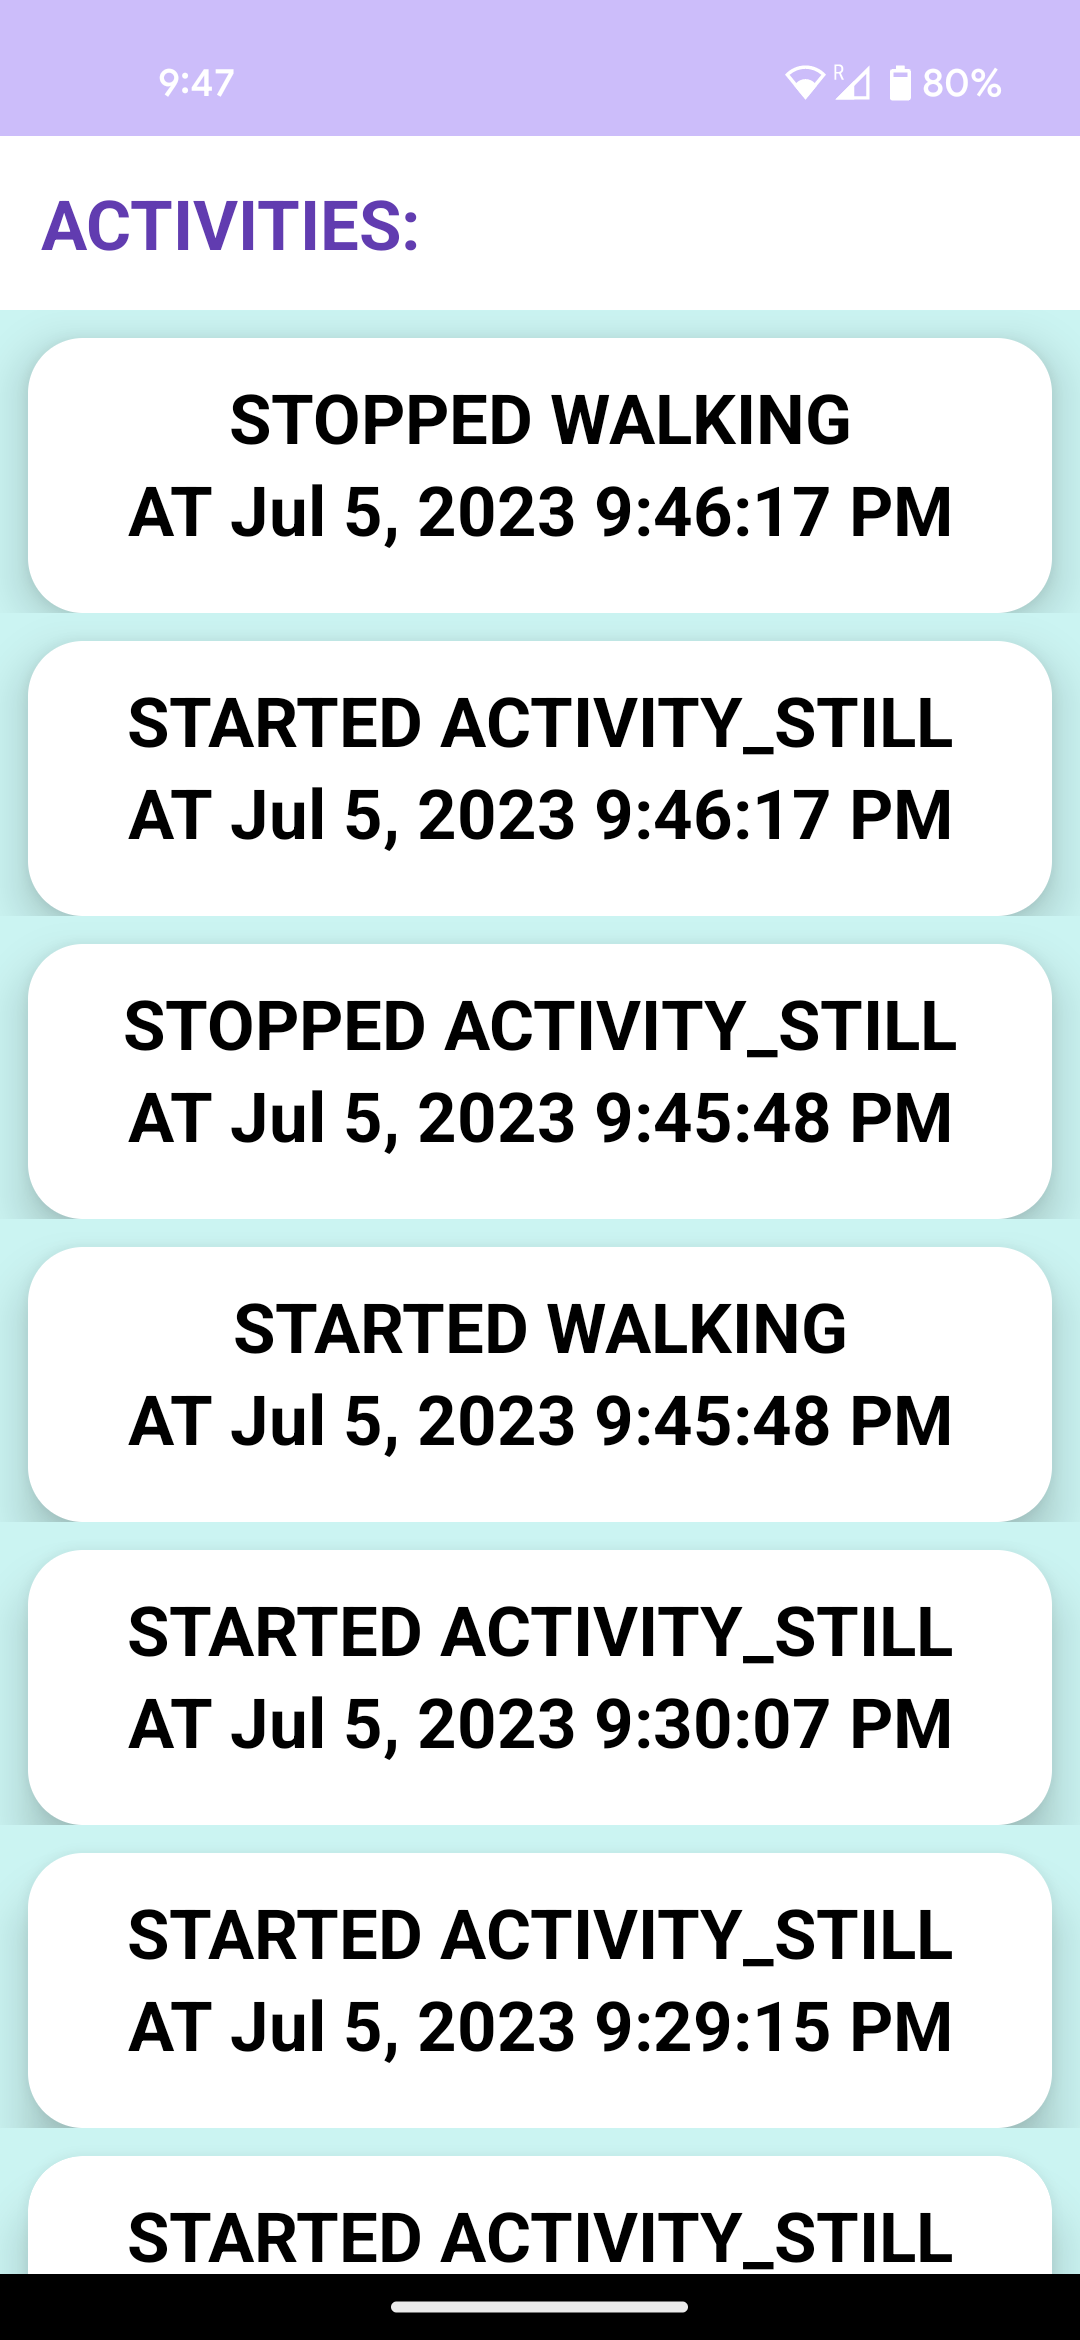 9:47
R
80%
ACTIVITIES:
STOPPED WALKING
AT Jul 5, 2023 9:46:17 PM
STARTED ACTIVITY_STILL
AT Jul 5, 2023 9:46:17 PM
STOPPED ACTIVITY_STILL
AT Jul 5, 2023 9:45:48 PM
STARTED WALKING
AT Jul 5, 2023 9:45:48 PM
STARTED ACTIVITY_STILL
AT Jul 5, 2023 9:30:07 PM
STARTED ACTIVITY_STILL
AT Jul 5, 2023 9:29:15 PM
STARTED ACTIVITY_STILL